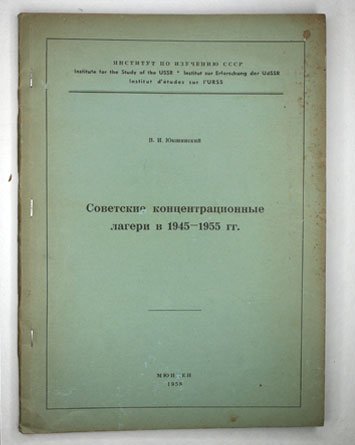 ИНСТИТУТ ПО ИЗУЧЕНИЮ СССР
Institute for the Study of the USSR * Institut zur Erforschung der UdSSR
Institut d'études sur l'URSS
В. И. Юкшинский
Советские концентрационные
лагери в 1945—1955 гг.
МЮНХЕН
1958